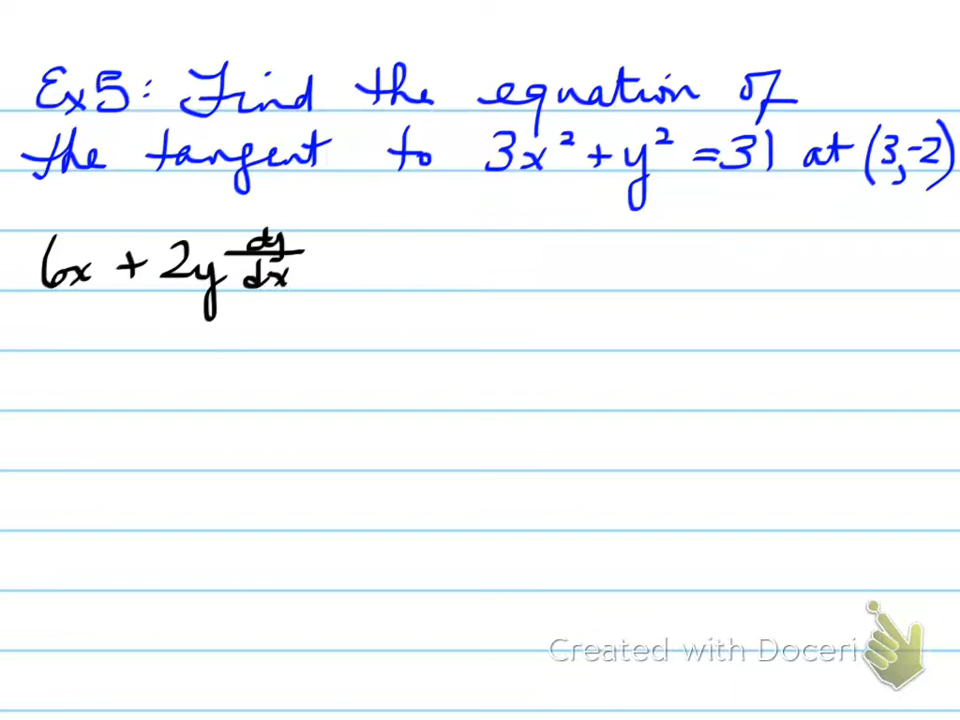 Ex5: Find the equation of
the tangent to 3x² + y² = 31 at (3,-2)
6x + 2y dy/dx
Created with Doceri